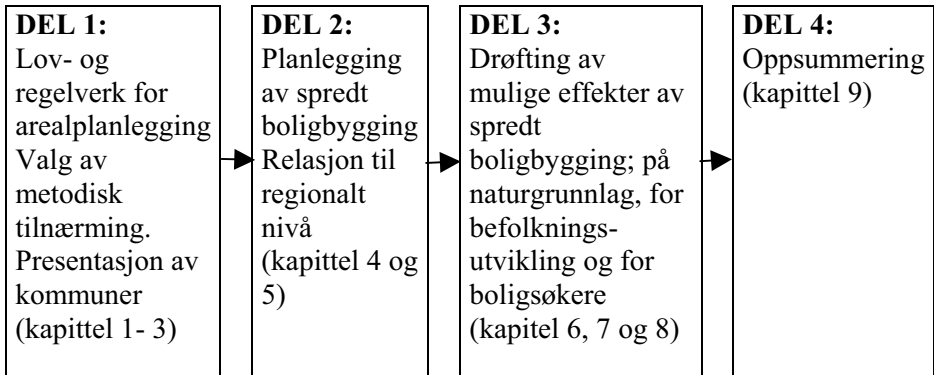 DEL 1:
Lov- og
regelverk for
arealplanlegging
Valg av
metodisk
tilnærming.
Presentasjon av
kommuner
(kapittel 1- 3)
DEL 2:
Planlegging
av spredt
boligbygging
Relasjon til
regionalt
nivå
(kapittel 4 og
5)
DEL 3:
Drøfting av
mulige effekter av
spredt
boligbygging; på
naturgrunnlag, for
befolknings-
utvikling og for
boligsøkere
(kapitel 6, 7 og 8)
DEL 4:
Oppsummering
(kapittel 9)